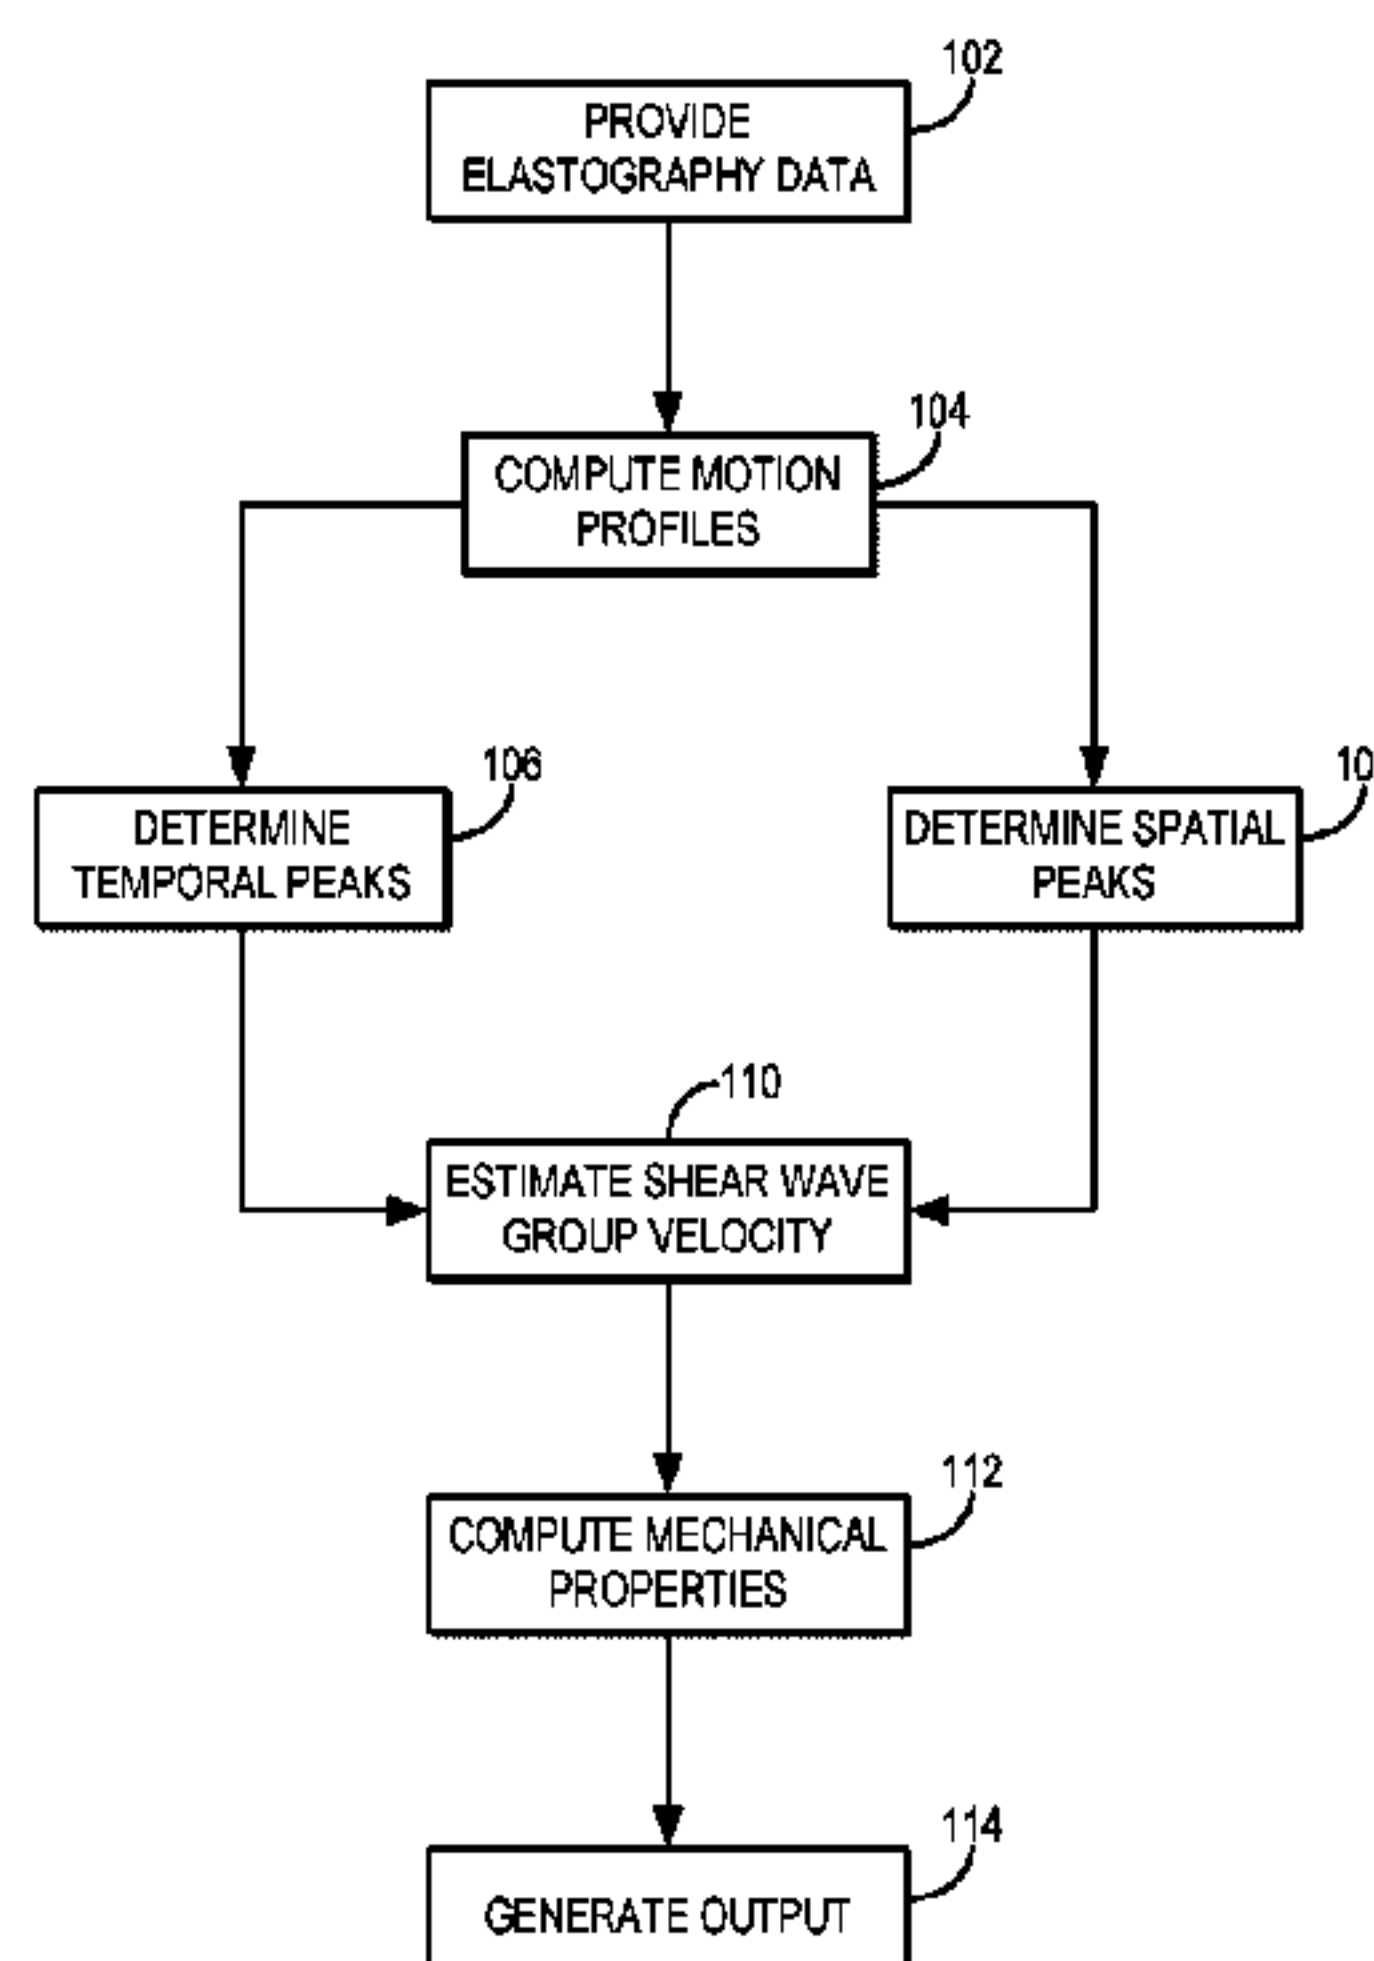 102
PROVIDE
ELASTOGRAPHY DATA
104
COMPUTE MOTION
PROFILES
106
DETERMINE
TEMPORAL PEAKS
10
DETERMINE SPATIAL
PEAKS
110
ESTIMATE SHEAR WAVE
GROUP VELOCITY
112
COMPUTE MECHANICAL
PROPERTIES
114
GENERATE OUTPUT